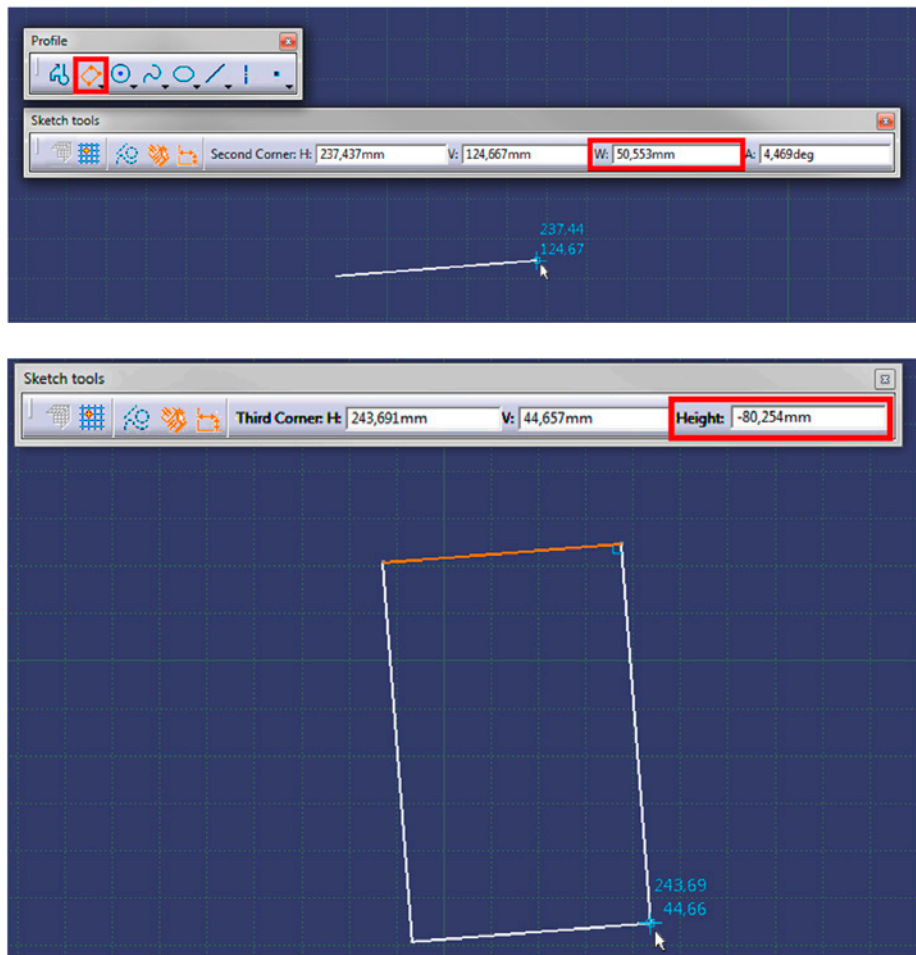 Profile
Sketch tools
Second Corner: H: 237,437mm V: 124,667mm W: 50,553mm A: 4,469deg
237,44
124,67
Sketch tools
Third Corner: H: 243,691mm V: 44,657mm Height: -80,254mm
243,69
44,66